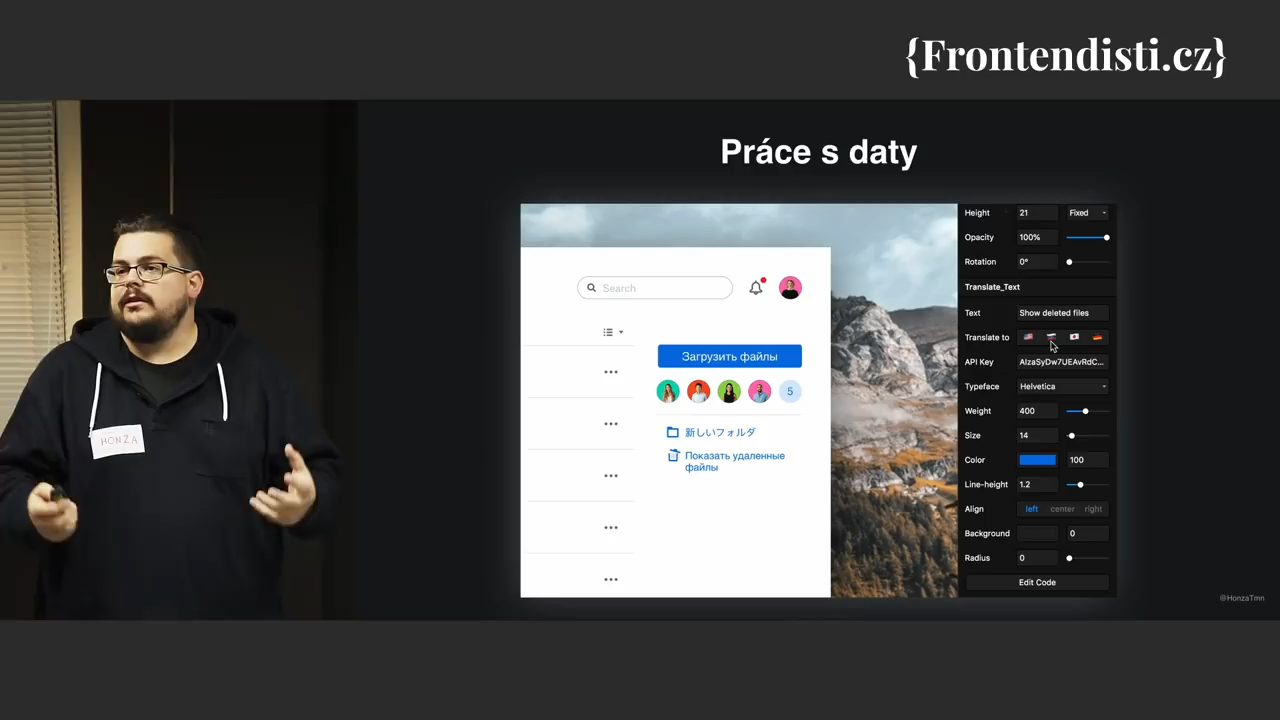 {Frontendisti.cz}
Práce s daty
HONZA
Search
Загрузить файлы
5
新しいフォルダ
Показать удаленные
файлы
Height 21 Fixed
Opacity 100%
Rotation 0°
Translate_Text
Text Show deleted files
Translate to
API Key AIzaSyDw7UEAvRdC...
Typeface Helvetica
Weight 400
Size 14
Color 100
Line-height 1.2
Align left center right
Background 0
Radius 0
Edit Code
@HonzaTmn